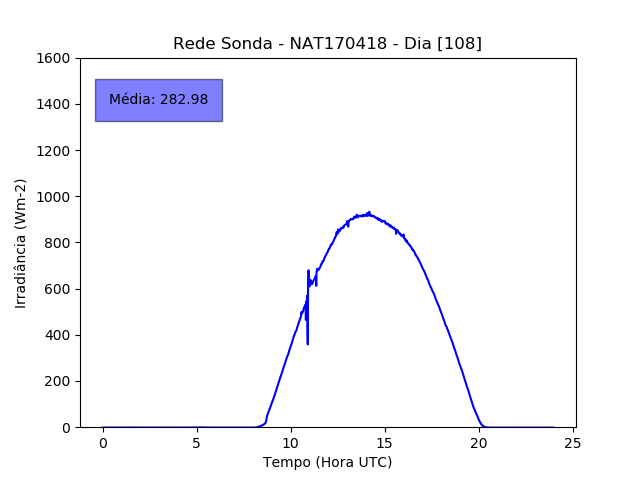 Rede Sonda - NAT170418 - Dia [108]
1600
1400
1200
1000
800
600
400
200
0
Irradiância (Wm-2)
Média: 282.98
0 5 10 15 20 25
Tempo (Hora UTC)